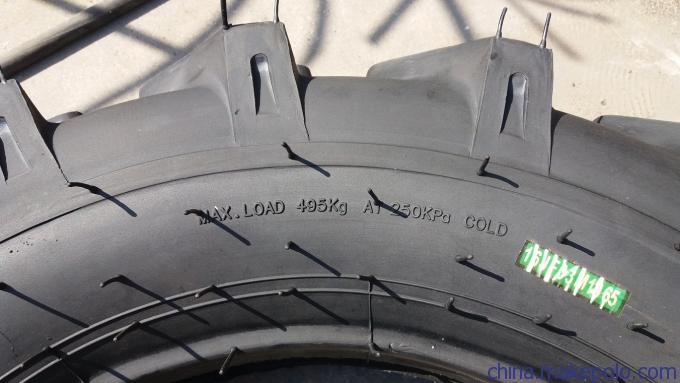 MAX.LOAD 495Kg AT 250KPa COLD
china.makepolo.com